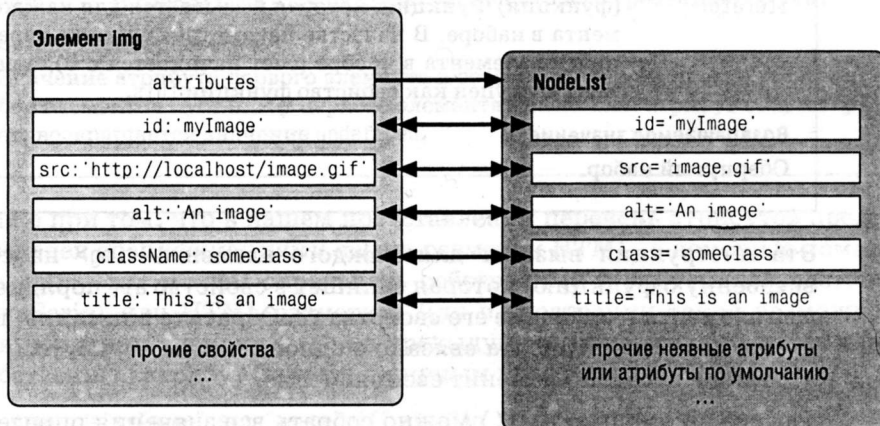 Элемент img
attributes
id:'myImage'
src:'http://localhost/image.gif'
alt:'An image'
className:'someClass'
title:'This is an image'
прочие свойства
...
NodeList
id='myImage'
src='image.gif'
alt='An image'
class='someClass'
title='This is an image'
прочие неявные атрибуты
или атрибуты по умолчанию
...